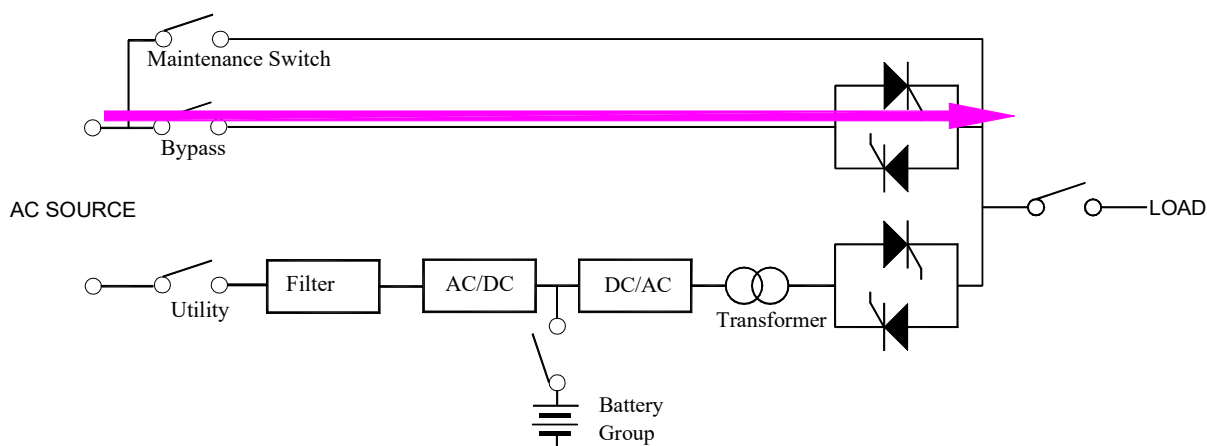 Maintenance Switch
Bypass
AC SOURCE
LOAD
Filter
AC/DC
DC/AC
Utility
Transformer
Battery
Group